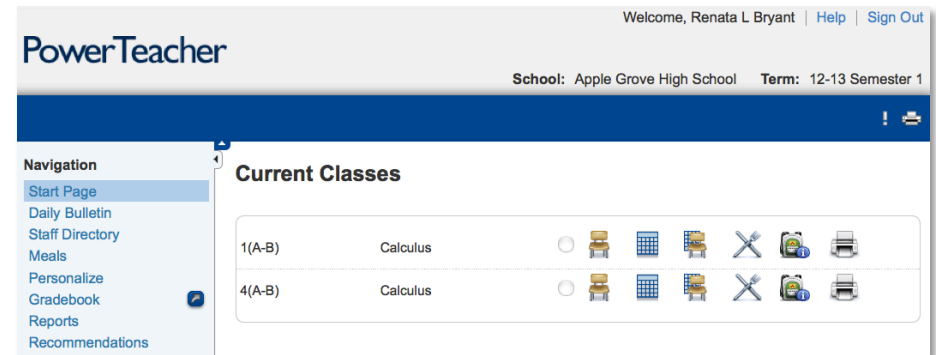 Welcome, Renata L Bryant | Help | Sign Out
PowerTeacher
School: Apple Grove High School Term: 12-13 Semester 1
!
Navigation
Start Page
Daily Bulletin
Staff Directory
Meals
Personalize
Gradebook
Reports
Recommendations
Current Classes
1(A-B) Calculus
4(A-B) Calculus